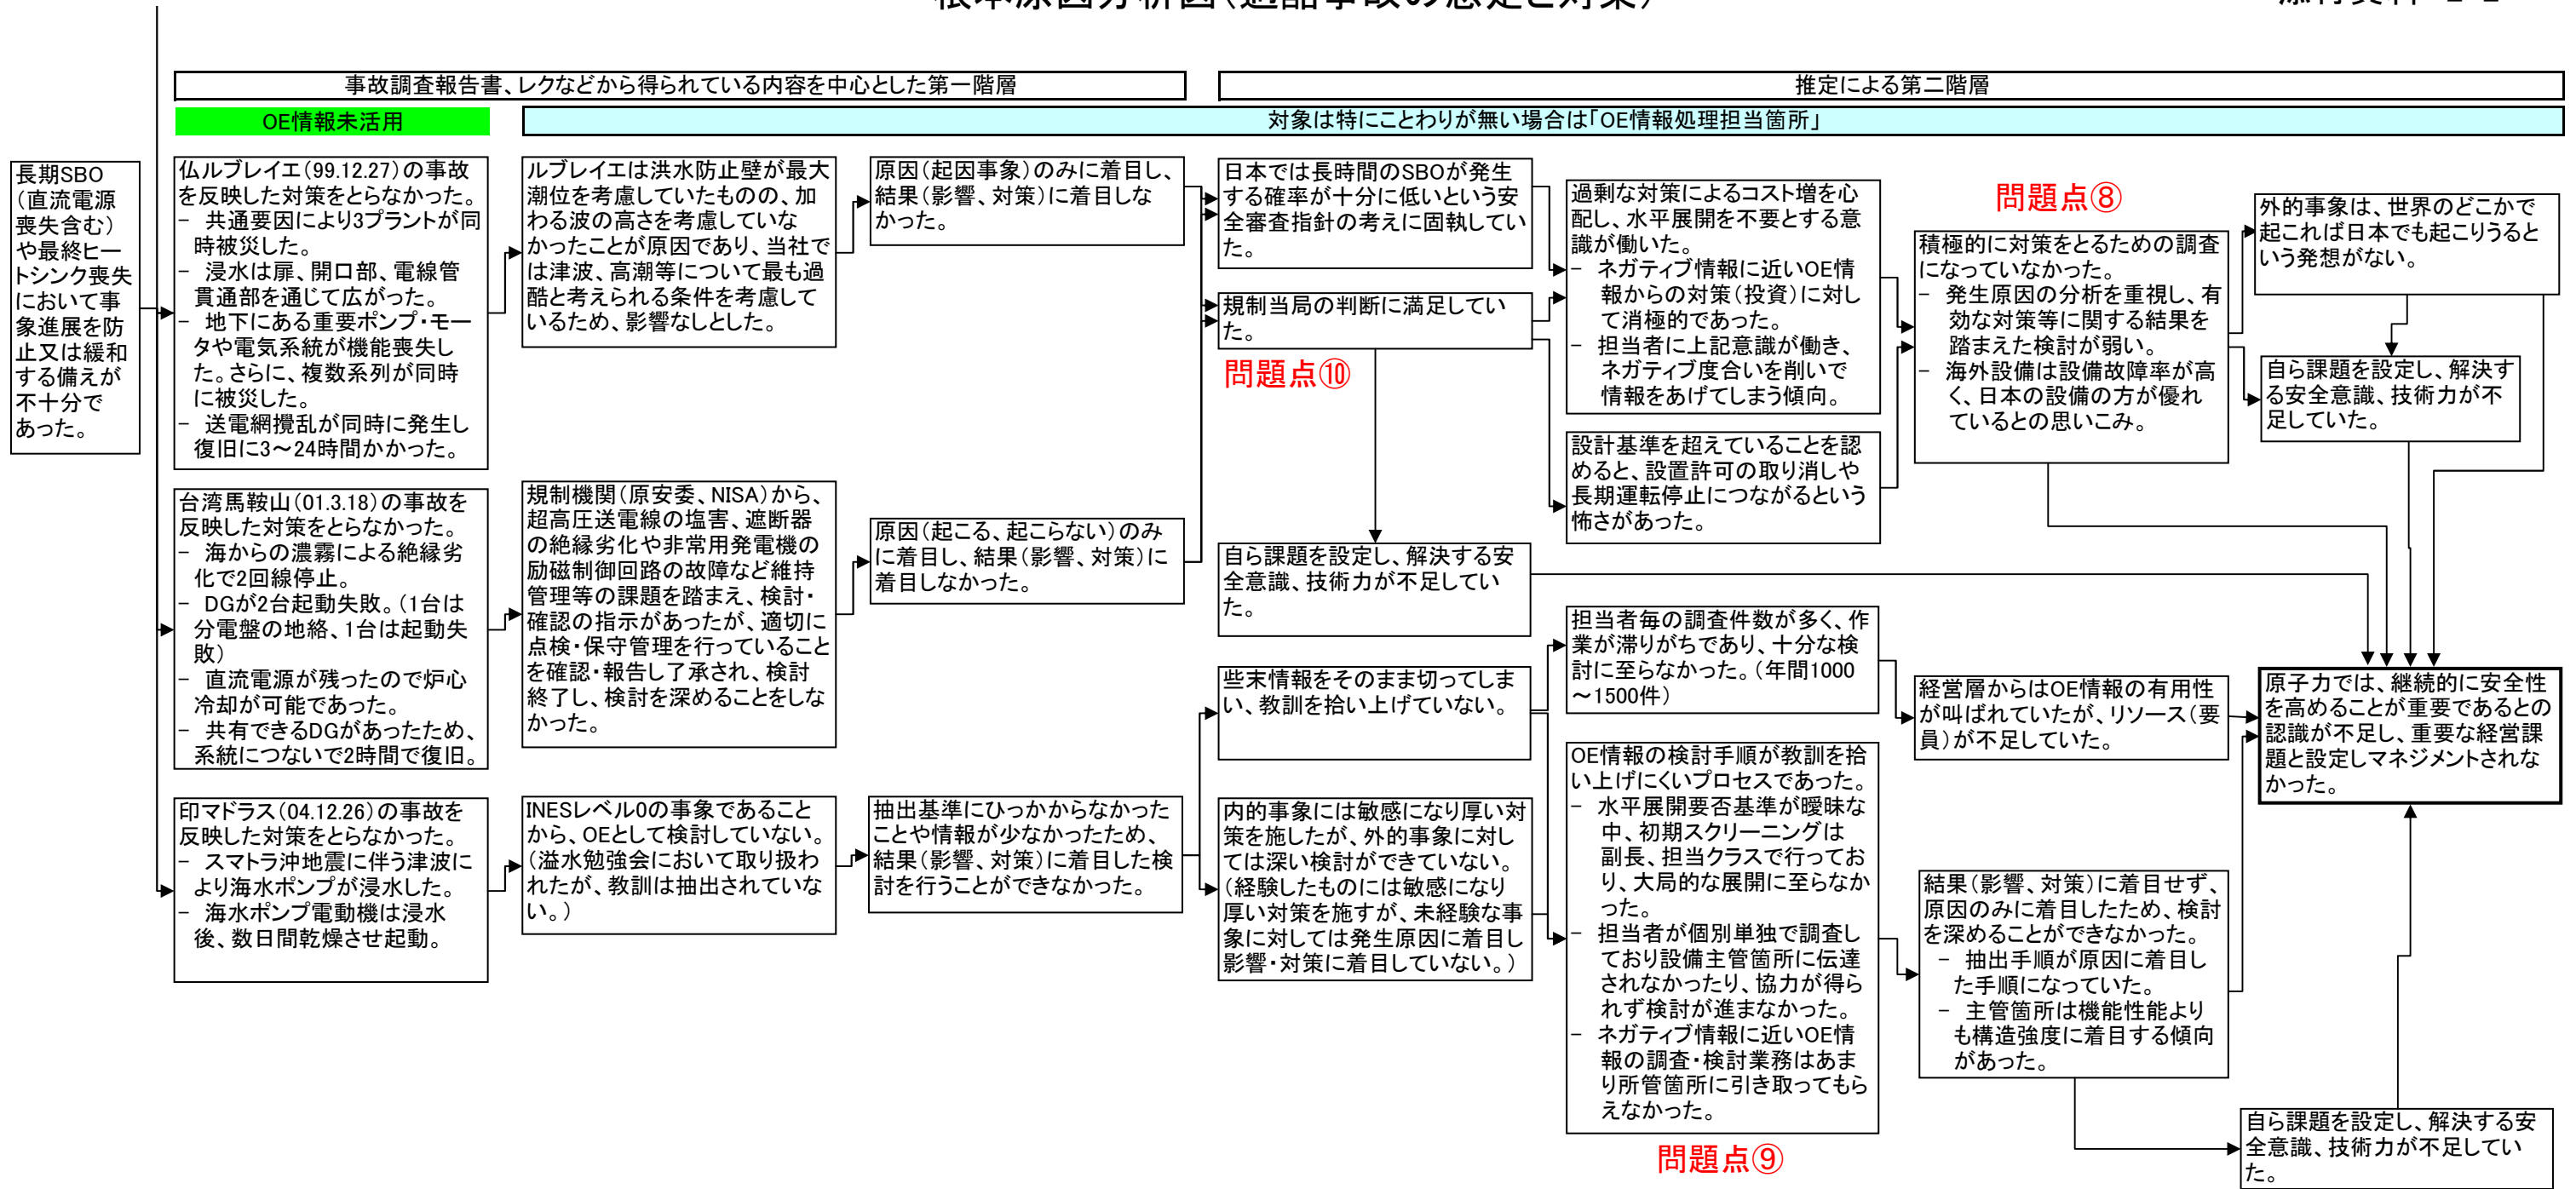 根本原因分析図（過酷事故の想定と対策）
事故調査報告書、レクなどから得られている内容を中心とした第一階層
推定による第二階層
OE情報未活用
対象は特にことわりが無い場合は「OE情報処理担当箇所」
長期SBO
（直流電源
喪失含む）
や最終ヒー
トシンク喪失
において事
象進展を防
止又は緩和
する備えが
不十分で
あった。
仏ルブレイエ（99.12.27）の事故
を反映した対策をとらなかった。
－ 共通要因により3プラントが同
時被災した。
－ 浸水は扉、開口部、電線管
貫通部を通じて広がった。
－ 地下にある重要ポンプ・モー
タや電気系統が機能喪失し
た。さらに、複数系列が同時
に被災した。
－ 送電網攪乱が同時に発生し
復旧に3～24時間かかった。
ルブレイエは洪水防止壁が最大
潮位を考慮していたものの、加
わる波の高さを考慮していな
かったことが原因であり、当社で
は津波、高潮等について最も過
酷と考えられる条件を考慮して
いるため、影響なしとした。
原因（起因事象）のみに着目し、
結果（影響、対策）に着目しな
かった。
日本では長時間のSBOが発生
する確率が十分に低いという安
全審査指針の考えに固執してい
た。
規制当局の判断に満足してい
た。
問題点⑩
過剰な対策によるコスト増を心
配し、水平展開を不要とする意
識が働いた。
－ ネガティブ情報に近いOE情
報からの対策（投資）に対し
て消極的であった。
－ 担当者に上記意識が働き、
ネガティブ度合いを削いで
情報をあげてしまう傾向。
設計基準を超えていることを認
めると、設置許可の取り消しや
長期運転停止につながるという
怖さがあった。
問題点⑧
積極的に対策をとるための調査
になっていなかった。
－ 発生原因の分析を重視し、有
効な対策等に関する結果を
踏まえた検討が弱い。
－ 海外設備は設備故障率が高
く、日本の設備の方が優れ
ているとの思いこみ。
外的事象は、世界のどこかで
起これば日本でも起こりうると
いう発想がない。
自ら課題を設定し、解決す
る安全意識、技術力が不
足していた。
台湾馬鞍山（01.3.18）の事故を
反映した対策をとらなかった。
－ 海からの濃霧による絶縁劣
化で2回線停止。
－ DGが2台起動失敗。（1台は
分電盤の地絡、1台は起動失
敗）
－ 直流電源が残ったので炉心
冷却が可能であった。
－ 共有できるDGがあったため、
系統につないで2時間で復旧。
規制機関（原安委、NISA）から、
超高圧送電線の塩害、遮断器
の絶縁劣化や非常用発電機の
励磁制御回路の故障など維持
管理等の課題を踏まえ、検討・
確認の指示があったが、適切に
点検・保守管理を行っていること
を確認・報告し了承され、検討
終了し、検討を深めることをしな
かった。
原因（起こる、起こらない）のみ
に着目し、結果（影響、対策）に
着目しなかった。
自ら課題を設定し、解決する安
全意識、技術力が不足してい
た。
些末情報をそのまま切ってしま
い、教訓を拾い上げていない。
担当者毎の調査件数が多く、作
業が滞りがちであり、十分な検
討に至らなかった。（年間1000
～1500件）
経営層からはOE情報の有用性
が叫ばれていたが、リソース（要
員）が不足していた。
原子力では、継続的に安全性
を高めることが重要であるとの
認識が不足し、重要な経営課
題と設定しマネジメントされな
かった。
印マドラス（04.12.26）の事故を
反映した対策をとらなかった。
－ スマトラ沖地震に伴う津波に
より海水ポンプが浸水した。
－ 海水ポンプ電動機は浸水
後、数日間乾燥させ起動。
INESレベル0の事象であること
から、OEとして検討していない。
（溢水勉強会において取り扱わ
れたが、教訓は抽出されていな
い。）
抽出基準にひっかからなかった
ことや情報が少なかったため、
結果（影響、対策）に着目した検
討を行うことができなかった。
内的事象には敏感になり厚い対
策を施したが、外的事象に対し
ては深い検討ができていない。
（経験したものには敏感になり
厚い対策を施すが、未経験な事
象に対しては発生原因に着目し
影響・対策に着目していない。）
OE情報の検討手順が教訓を拾
い上げにくいプロセスであった。
－ 水平展開要否基準が曖昧な
中、初期スクリーニングは
副長、担当クラスで行ってお
り、大局的な展開に至らなか
った。
－ 担当者が個別単独で調査し
ており設備主管箇所に伝達
されなかったり、協力が得ら
れず検討が進まなかった。
－ ネガティブ情報に近いOE情
報の調査・検討業務はあま
り所管箇所に引き取ってもら
えなかった。
問題点⑨
結果（影響、対策）に着目せず、
原因のみに着目したため、検討
を深めることができなかった。
－ 抽出手順が原因に着目し
た手順になっていた。
－ 主管箇所は機能性能より
も構造強度に着目する傾向
があった。
自ら課題を設定し、解決する安
全意識、技術力が不足してい
た。